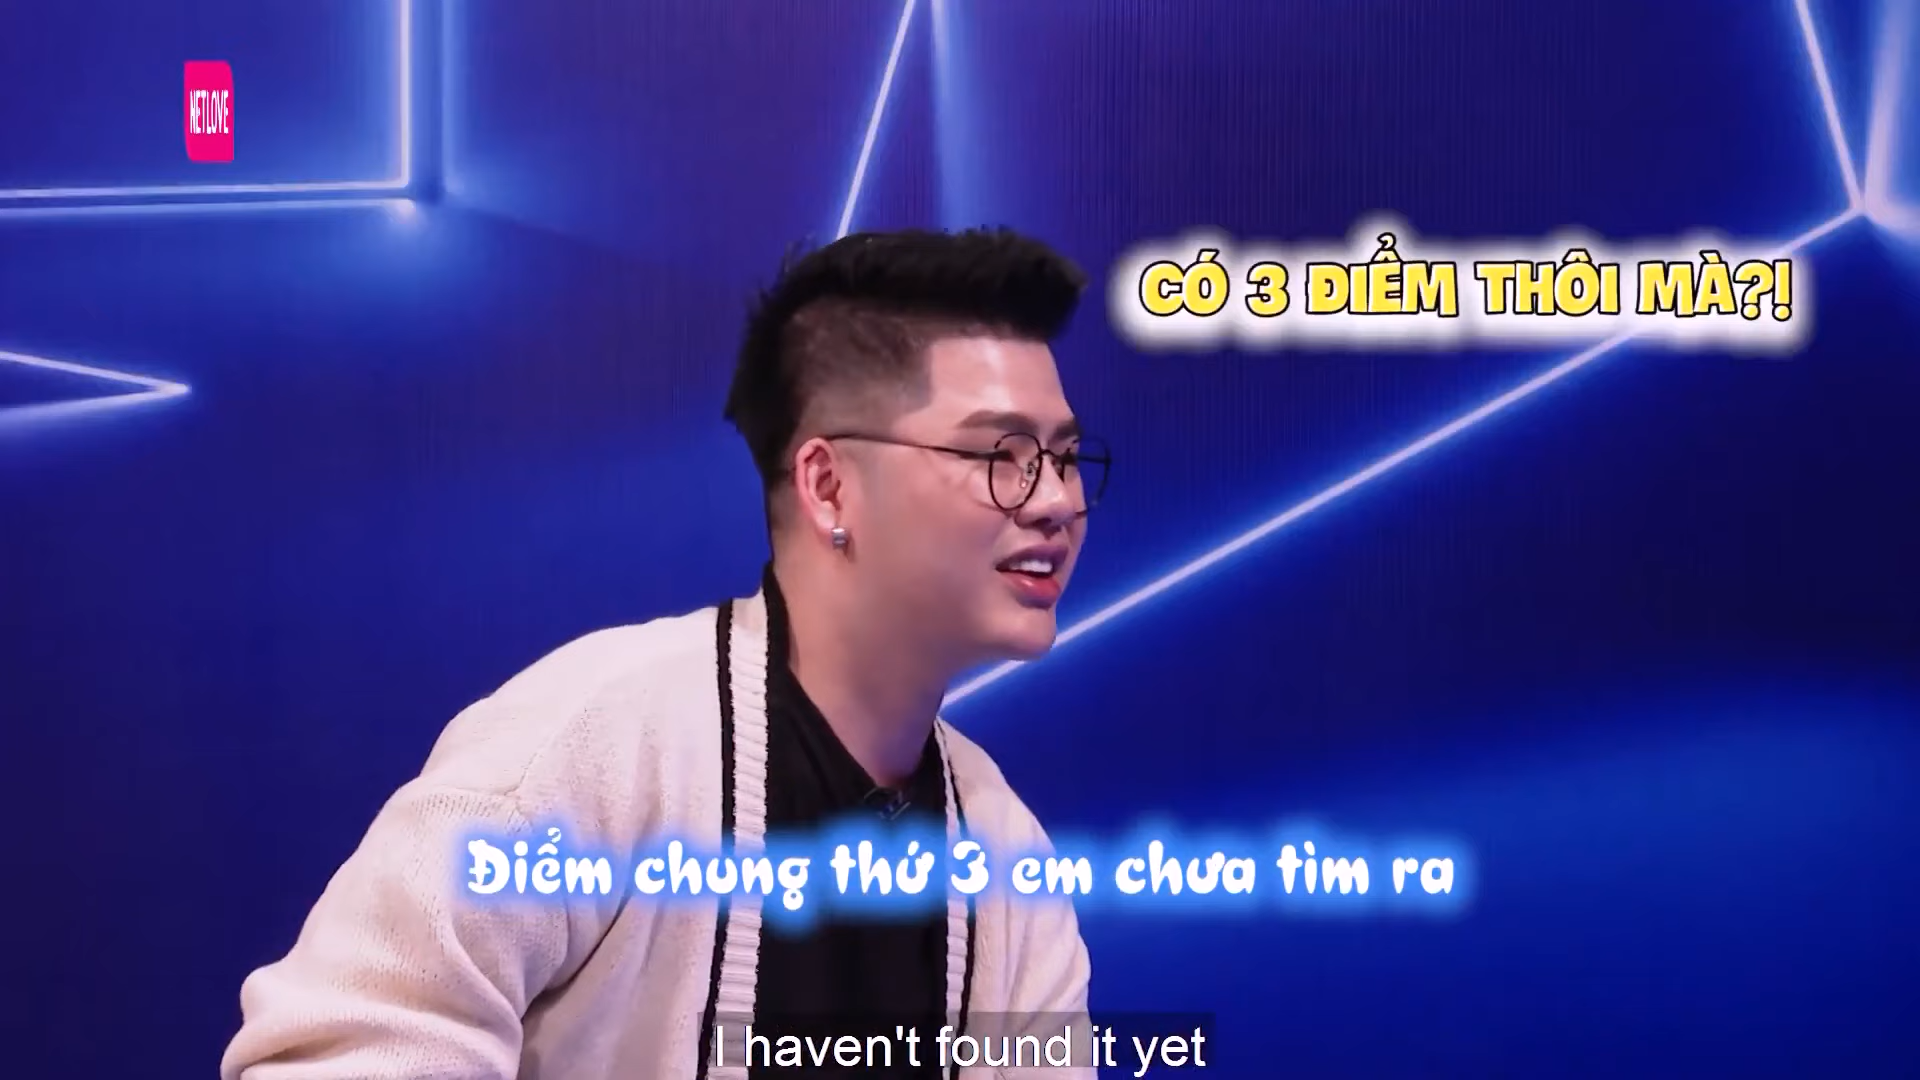 NETLOVE
CÓ 3 ĐIỂM THÔI MÀ?!
Điểm chung thứ 3 em chưa tìm ra
I haven't found it yet